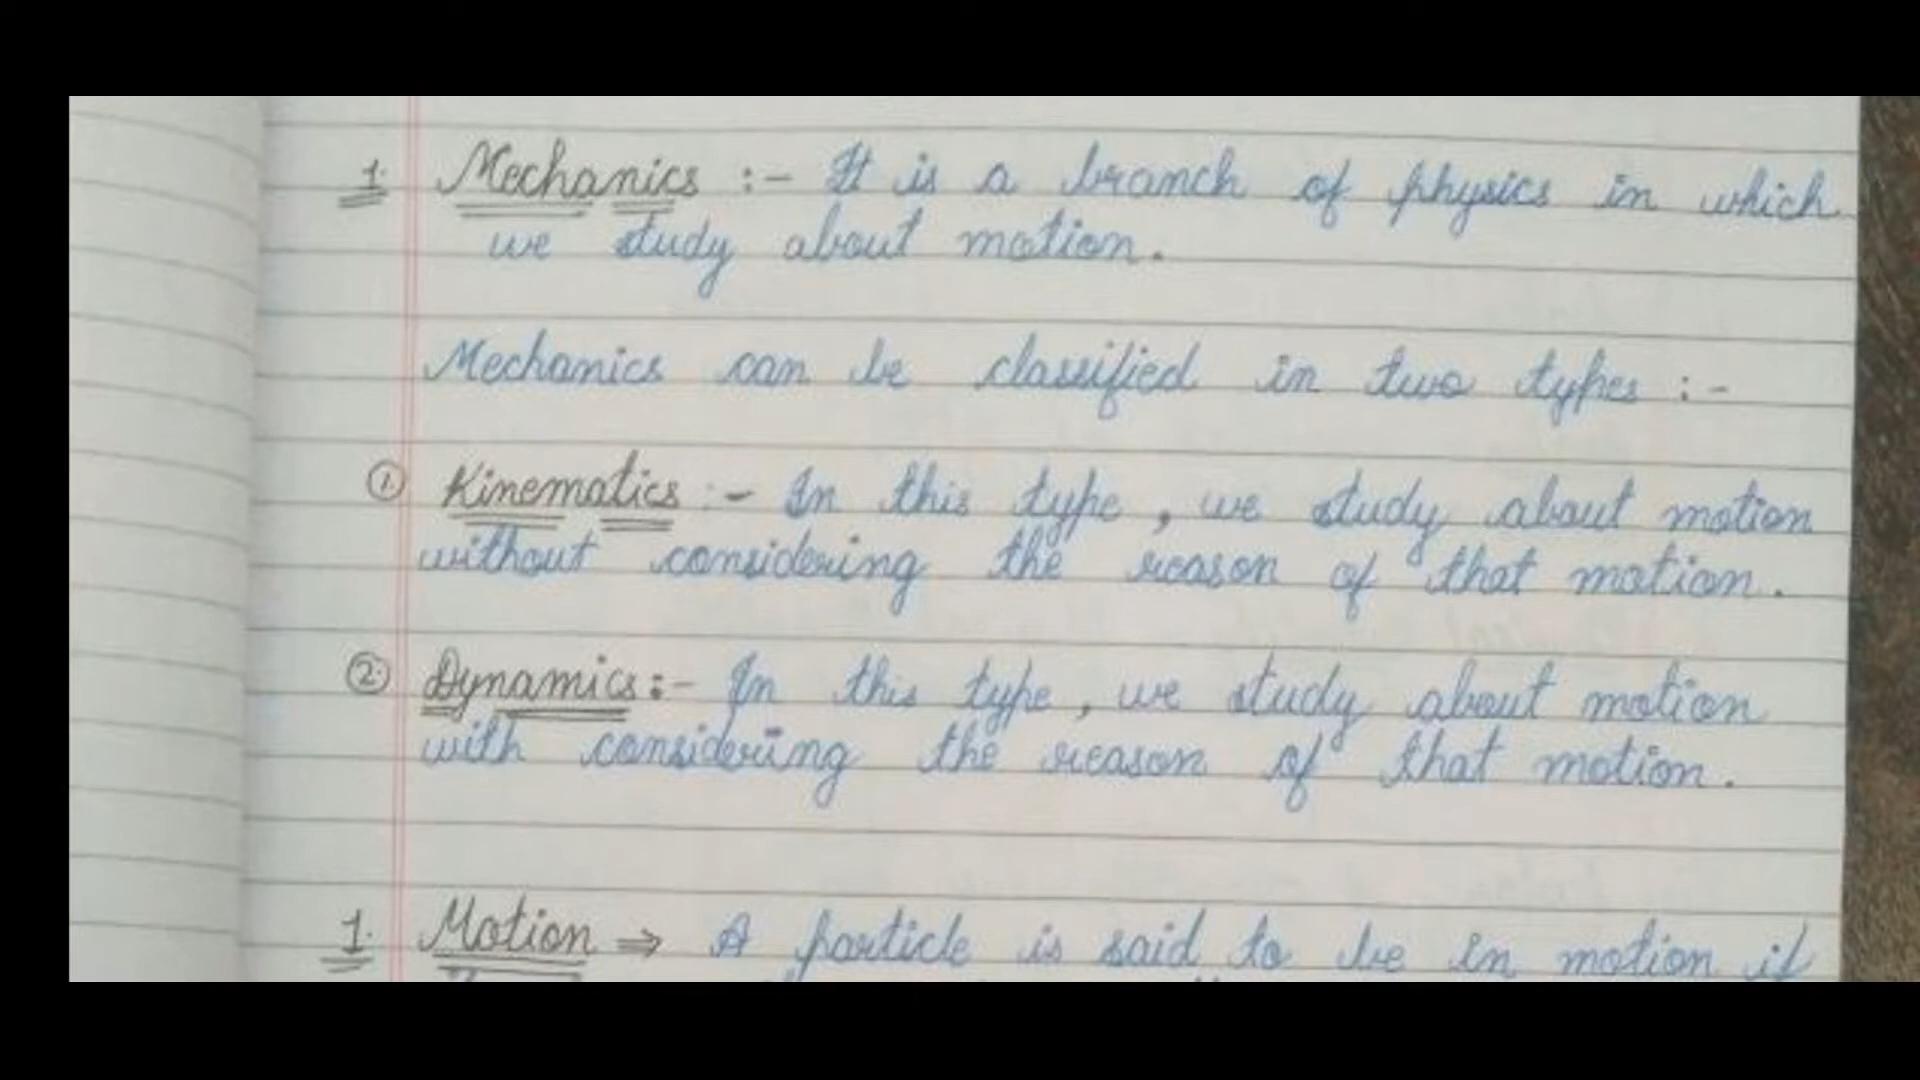 1. Mechanics :- It is a branch of physics in which
we study about motion.
Mechanics can be classified in two types :-
① Kinematics :- In this type, we study about motion
without considering the reason of that motion.
② Dynamics :- In this type, we study about motion
with considering the reason of that motion.
1. Motion ⇒ A particle is said to be in motion if